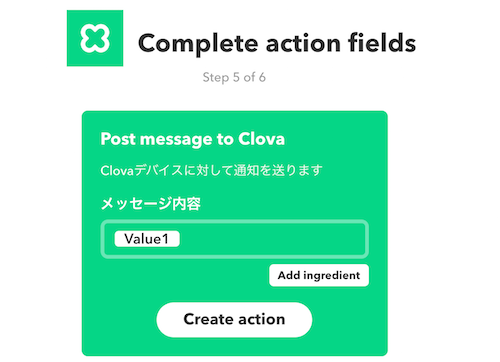 Complete action fields
Step 5 of 6
Post message to Clova
Clovaデバイスに対して通知を送ります
メッセージ内容
Value1
Add ingredient
Create action